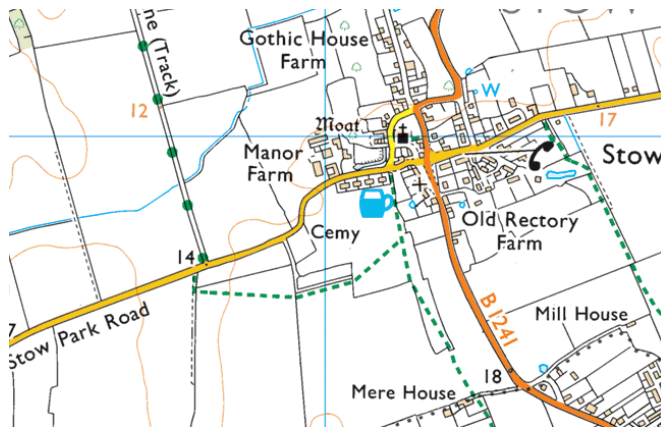 Gothic House
Farm
(Track)
12
W
17
Moat
Manor
Farm
Stow
Cemy
Old Rectory
Farm
14
Stow Park Road
7
B1241
Mill House
Mere House
18